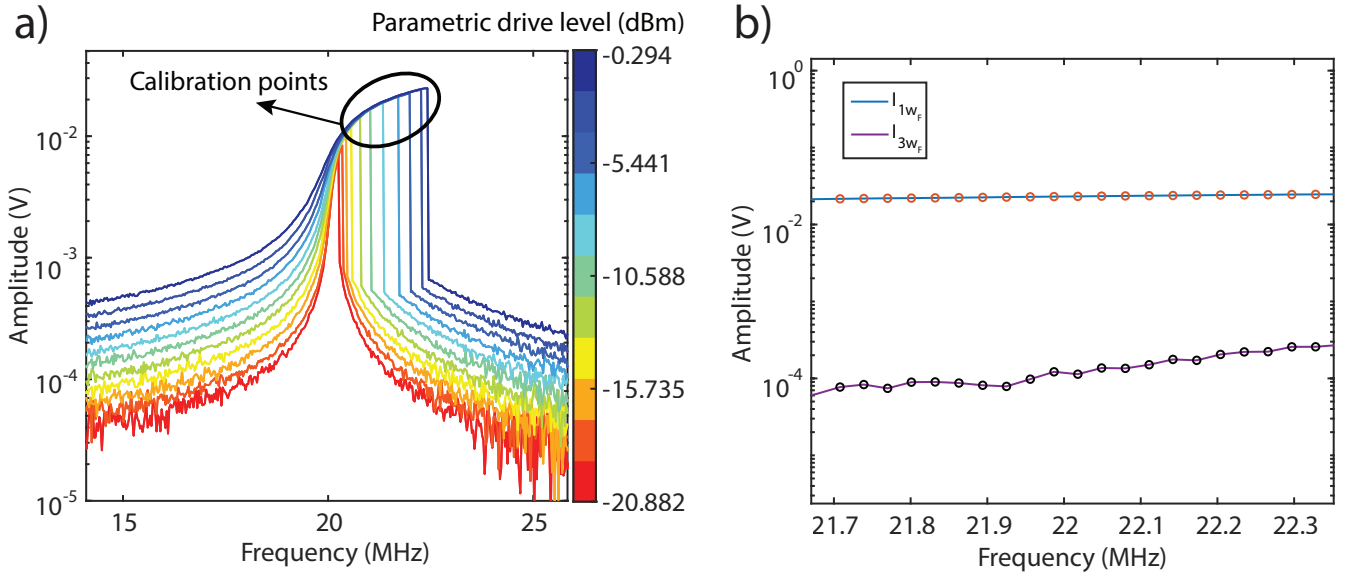 a)
Parametric drive level (dBm)
Calibration points
Amplitude (V)
10-2
10-3
10-4
10-5
15
20
25
Frequency (MHz)
-0.294
-5.441
-10.588
-15.735
-20.882
b)
I1wF
I3wF
Amplitude (V)
100
10-2
10-4
21.7
21.8
21.9
22
22.1
22.2
22.3
Frequency (MHz)